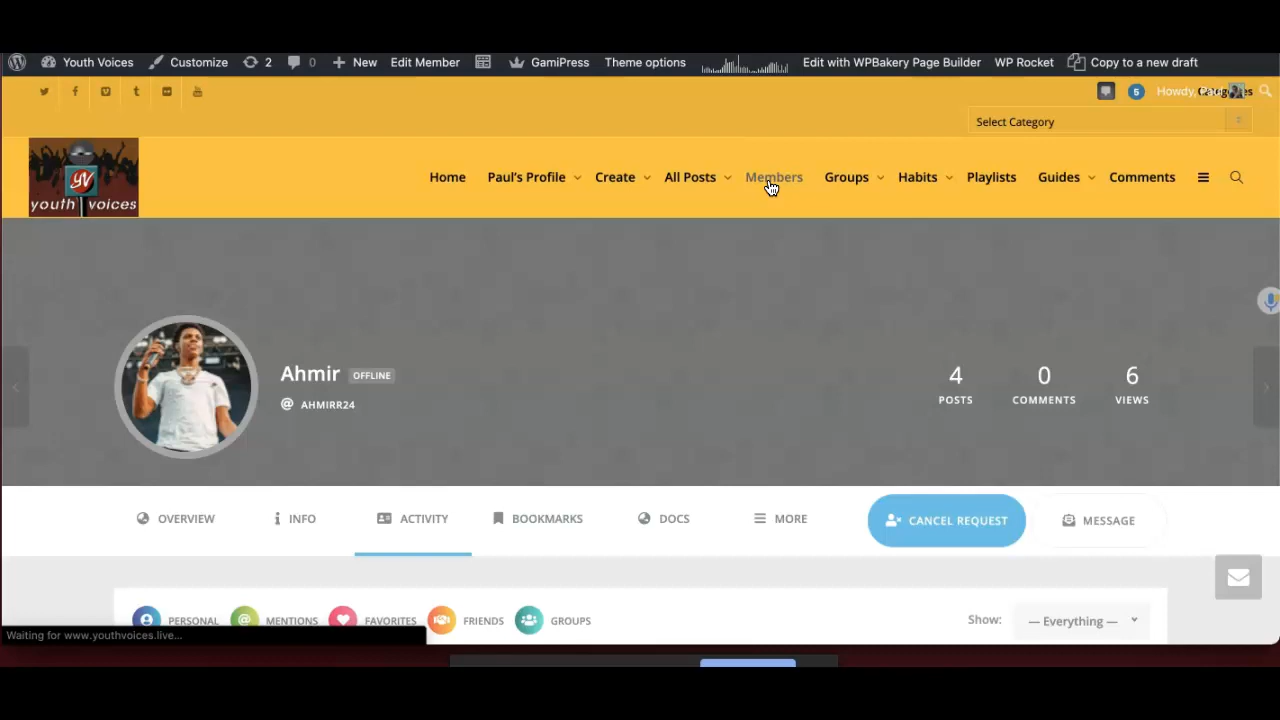 Youth Voices Customize 2 0 New Edit Member GamiPress Theme options Edit with WPBakery Page Builder WP Rocket Copy to a new draft
5 Howdy, Paul
Select Category
YV
youth voices
Home Paul's Profile Create All Posts Members Groups Habits Playlists Guides Comments
Ahmir OFFLINE
@ AHMIRR24
4 0 6
POSTS COMMENTS VIEWS
OVERVIEW INFO ACTIVITY BOOKMARKS DOCS MORE CANCEL REQUEST MESSAGE
PERSONAL MENTIONS FAVORITES FRIENDS GROUPS Show: — Everything —
Waiting for www.youthvoices.live...